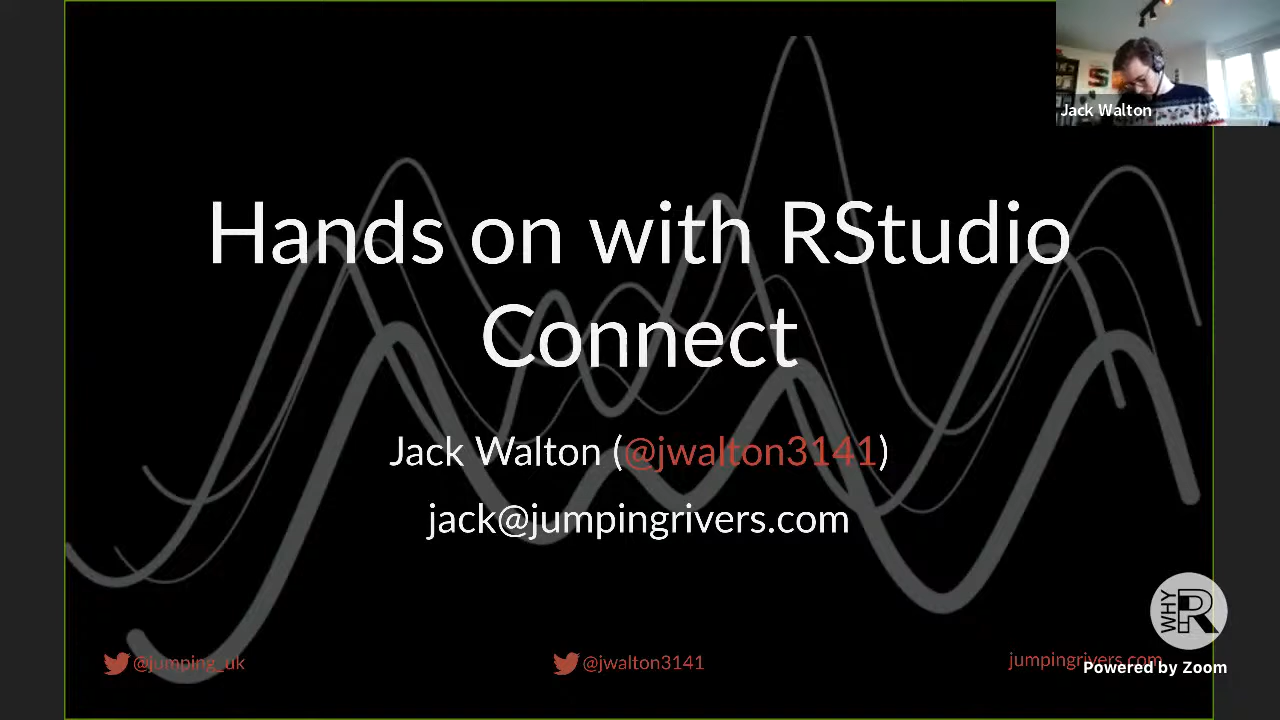 Jack Walton
Hands on with RStudio
Connect
Jack Walton (@jwalton3141)
jack@jumpingrivers.com
WHY R
@jumping_uk
@jwalton3141
jumpingrivers.com
Powered by Zoom